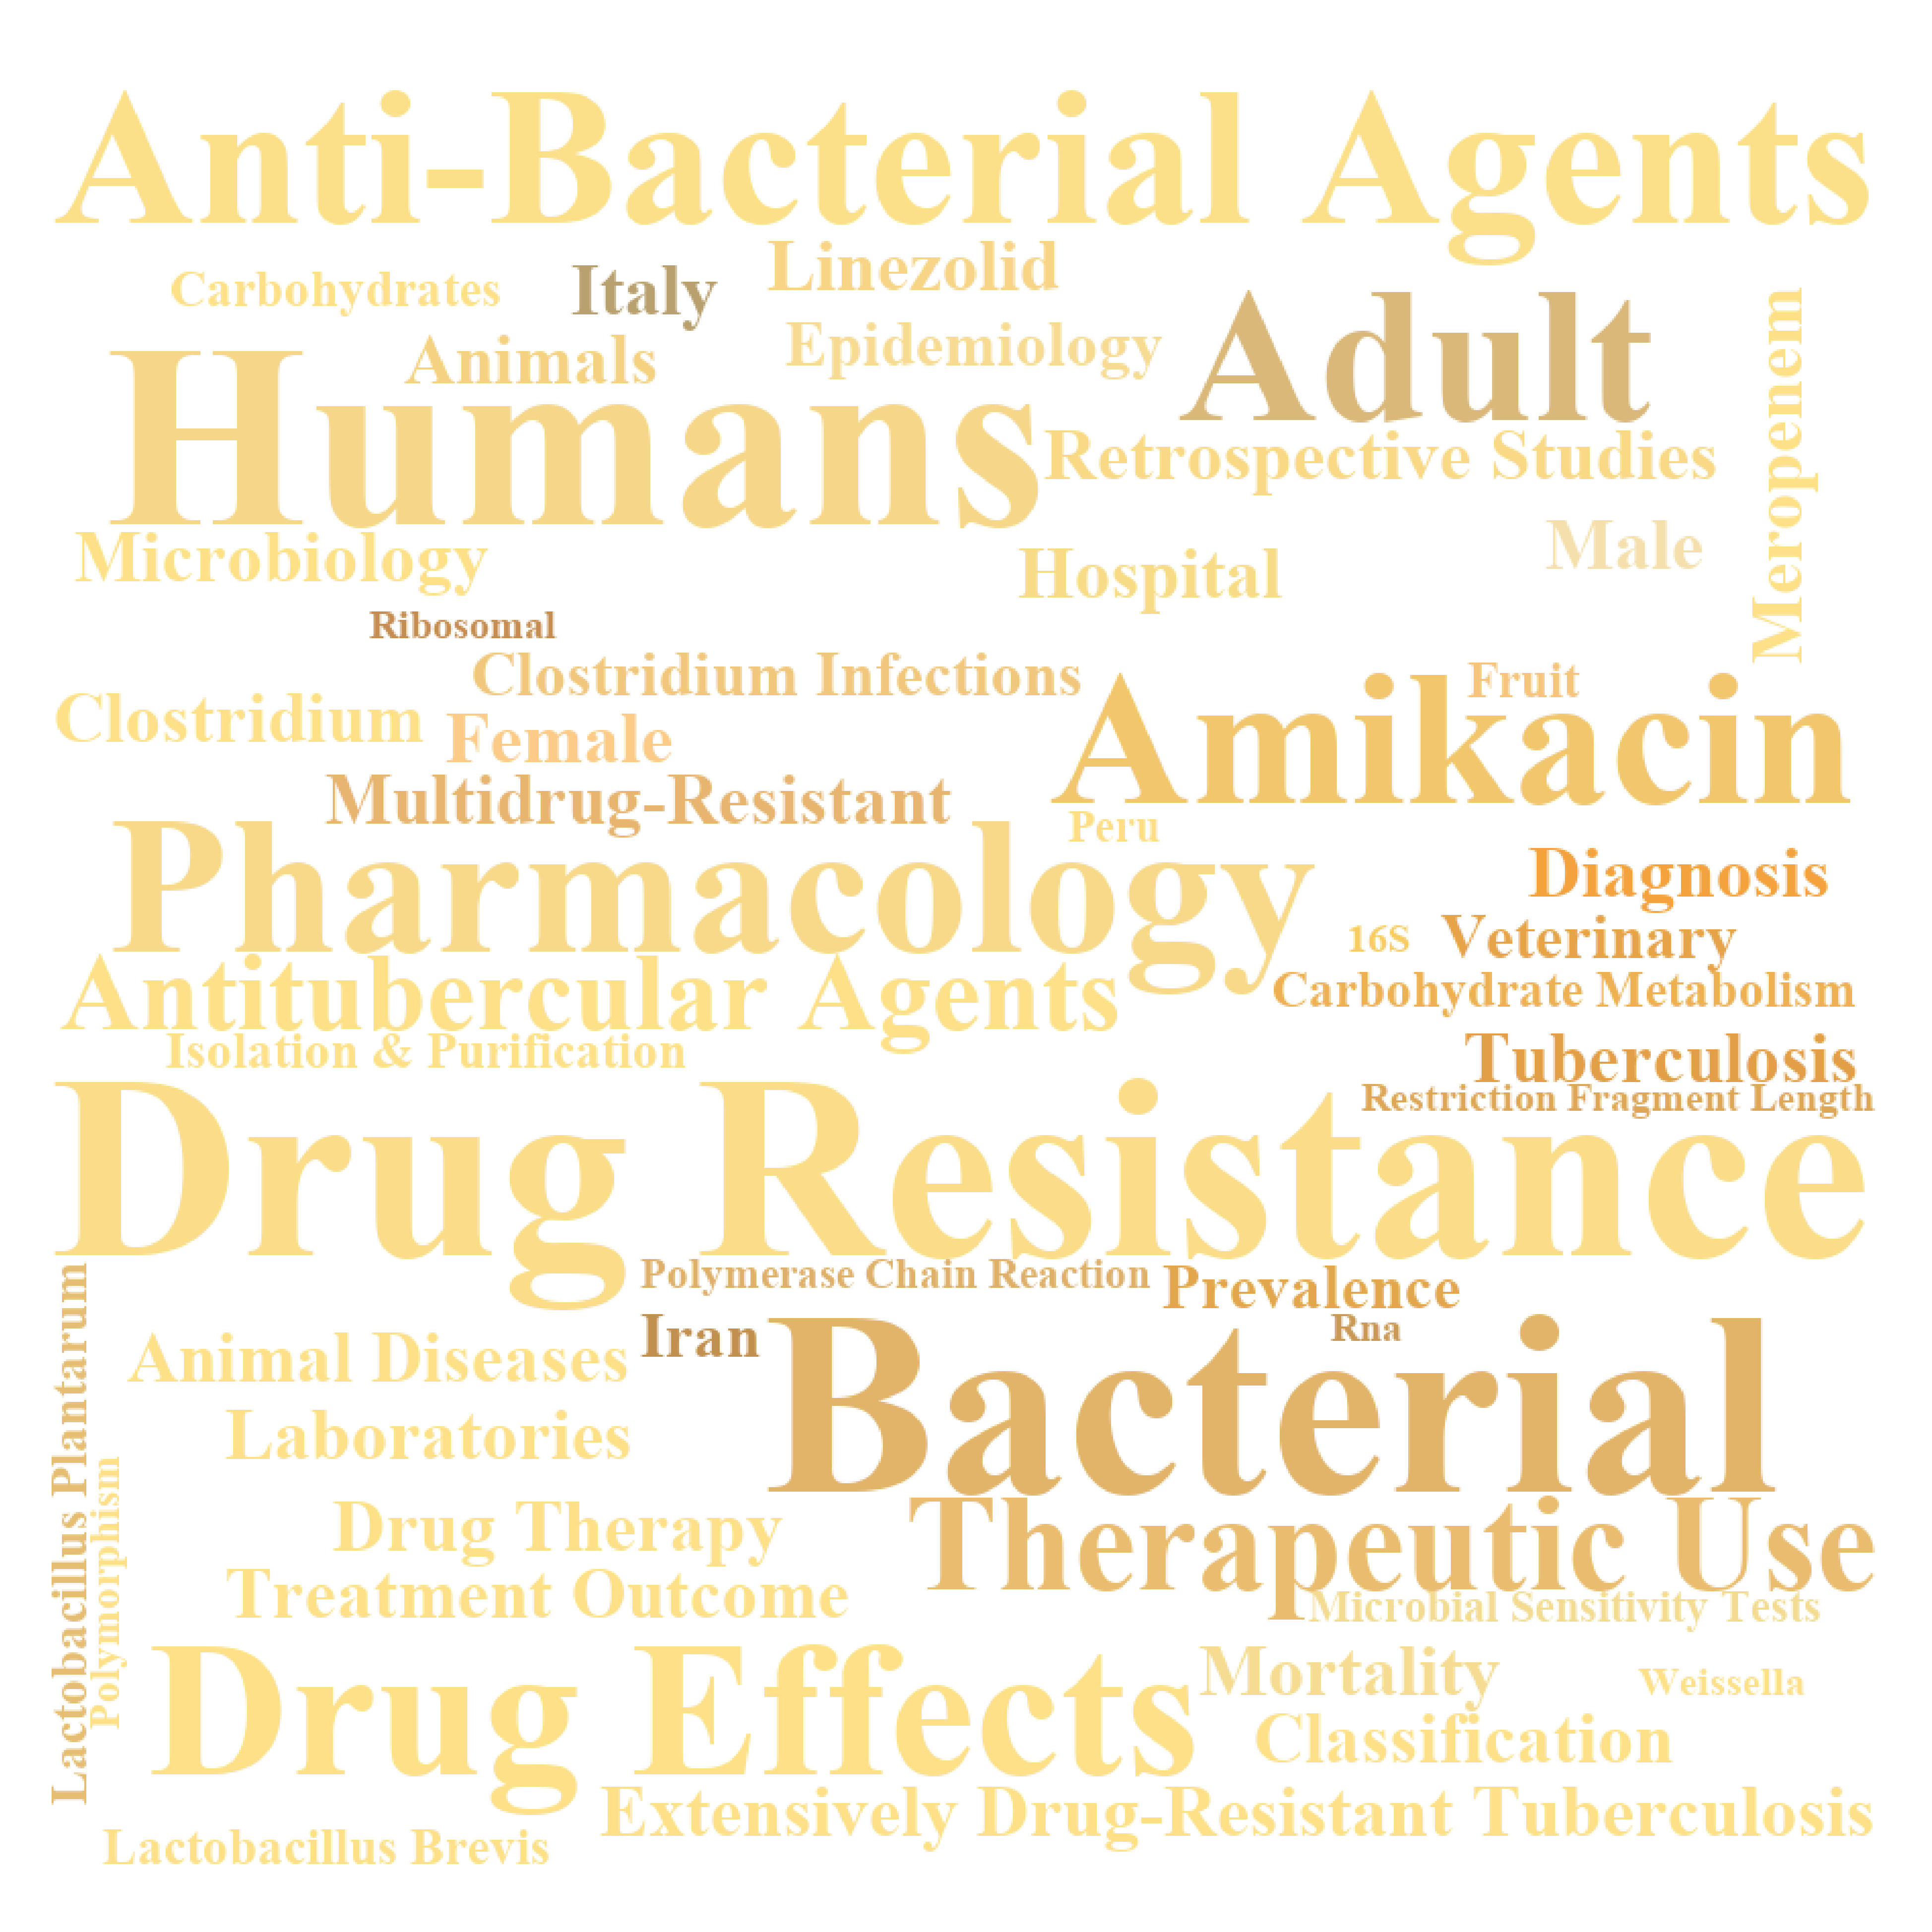 Anti-Bacterial Agents
Linezolid
Carbohydrates
Italy
Adult
Meropenem
Epidemiology
Animals
Humans
Retrospective Studies
Microbiology
Hospital
Male
Ribosomal
Clostridium Infections
Fruit
Amikacin
Clostridium
Female
Multidrug-Resistant
Peru
Pharmacology
Diagnosis
16S
Veterinary
Antitubercular Agents
Carbohydrate Metabolism
Isolation & Purification
Tuberculosis
Restriction Fragment Length
Drug Resistance
Polymerase Chain Reaction
Prevalence
Iran
Rna
Bacterial
Animal Diseases
Laboratories
Lactobacillus Plantarum
Polymorphism
Drug Therapy
Therapeutic Use
Treatment Outcome
Microbial Sensitivity Tests
Drug Effects
Mortality
Weissella
Classification
Extensively Drug-Resistant Tuberculosis
Lactobacillus Brevis